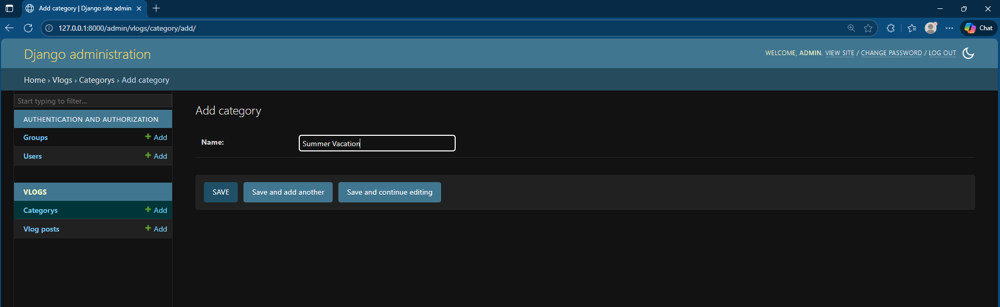 Add category | Django site admin
127.0.0.1:8000/admin/vlogs/category/add/
Chat
Django administration
WELCOME, ADMIN. VIEW SITE / CHANGE PASSWORD / LOG OUT
Home › Vlogs › Categorys › Add category
Start typing to filter...
AUTHENTICATION AND AUTHORIZATION
Groups + Add
Users + Add
VLOGS
Categorys + Add
Vlog posts + Add
Add category
Name: Summer Vacation
SAVE Save and add another Save and continue editing